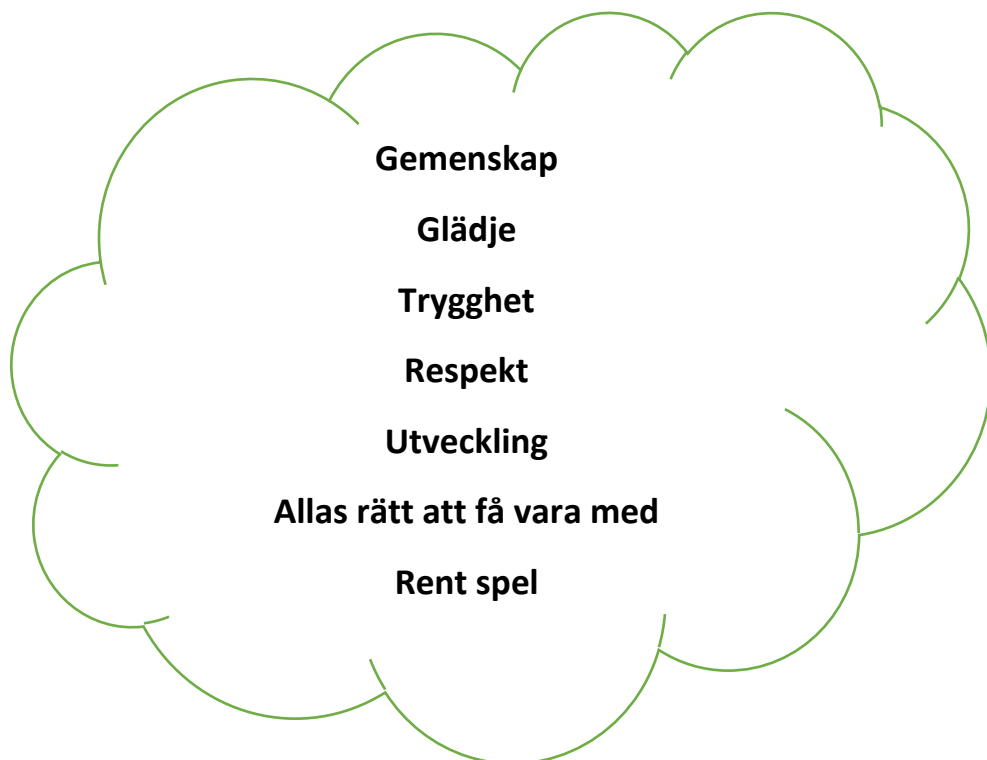 Gemenskap
Glädje
Trygghet
Respekt
Utveckling
Allas rätt att få vara med
Rent spel